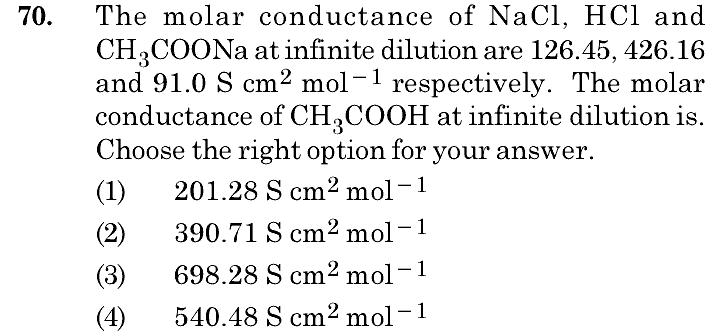 70. The molar conductance of NaCl, HCl and
CH₃COONa at infinite dilution are 126.45, 426.16
and 91.0 S cm² mol⁻¹ respectively. The molar
conductance of CH₃COOH at infinite dilution is.
Choose the right option for your answer.
(1) 201.28 S cm² mol⁻¹
(2) 390.71 S cm² mol⁻¹
(3) 698.28 S cm² mol⁻¹
(4) 540.48 S cm² mol⁻¹